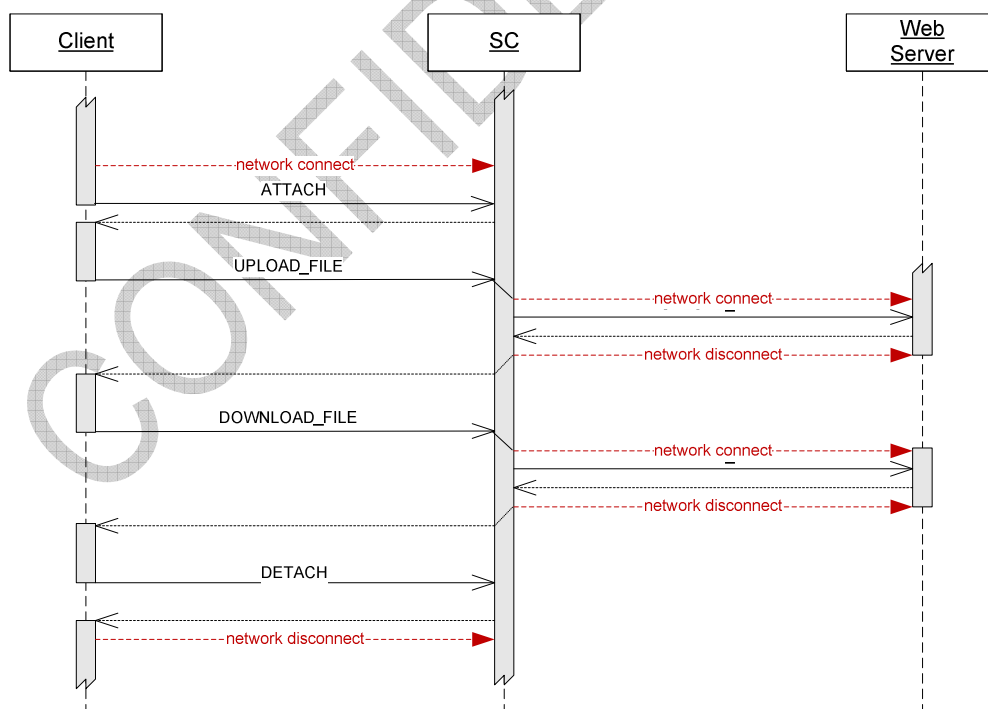 Client
SC
Web
Server
network connect
ATTACH
UPLOAD_FILE
network connect
network disconnect
DOWNLOAD_FILE
network connect
network disconnect
DETACH
network disconnect